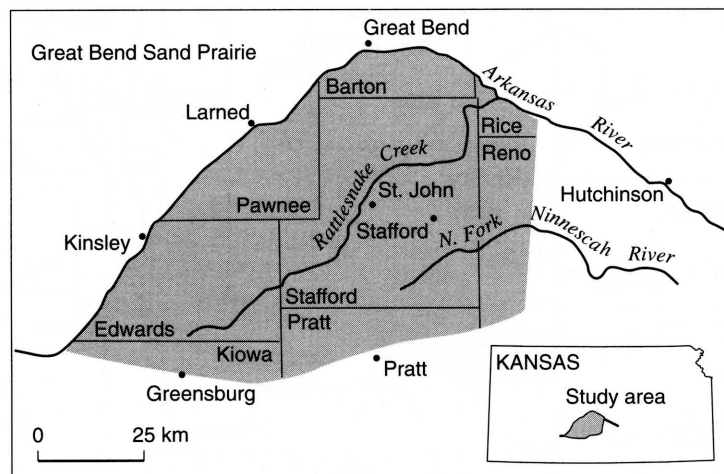 Great Bend Sand Prairie
Great Bend
Larned
Barton
Arkansas
River
Rice
Reno
Rattlesnake Creek
St. John
Hutchinson
Pawnee
Stafford
Kinsley
N. Fork
Ninnescah
River
Stafford
Pratt
Edwards
Kiowa
Pratt
Greensburg
KANSAS
Study area
0 25 km